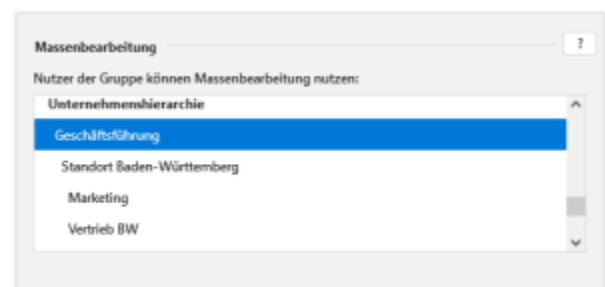 Massenbearbeitung
?
Nutzer der Gruppe können Massenbearbeitung nutzen:
Unternehmenshierarchie
Geschäftsführung
Standort Baden-Württemberg
Marketing
Vertrieb BW